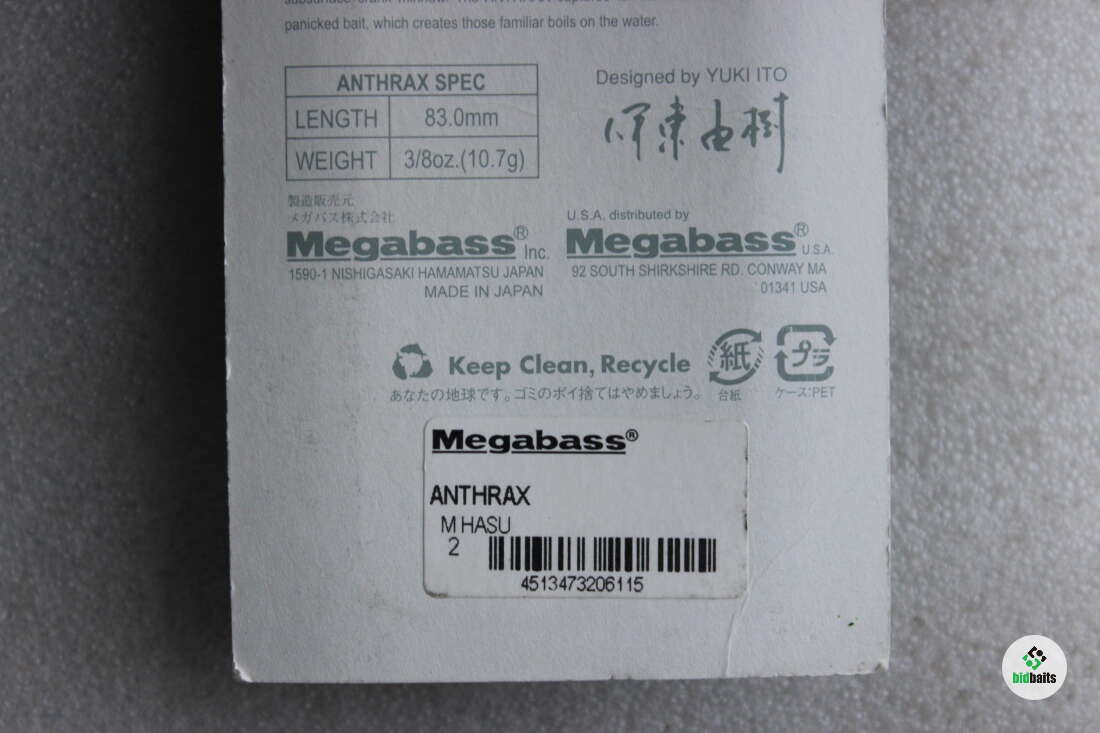 panicked bait, which creates those familiar boils on the water.
ANTHRAX SPEC
LENGTH 83.0mm
WEIGHT 3/8oz.(10.7g)
Designed by YUKI ITO
伊東由樹
製造販売元
メガバス株式会社
Megabass® Inc.
1590-1 NISHIGASAKI HAMAMATSU JAPAN
MADE IN JAPAN
U.S.A. distributed by
Megabass® U.S.A.
92 SOUTH SHIRKSHIRE RD. CONWAY MA
01341 USA
Keep Clean, Recycle
あなたの地球です。ゴミのポイ捨てはやめましょう。
紙
台紙
プラ
ケース:PET
Megabass®
ANTHRAX
M HASU
2
4513473206115
bidbaits